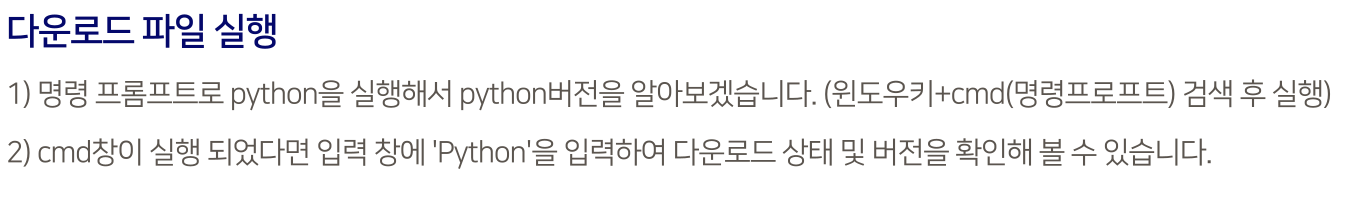 다운로드 파일 실행
1) 명령 프롬프트로 python을 실행해서 python버전을 알아보겠습니다. (윈도우키+cmd(명령프로프트) 검색 후 실행)
2) cmd창이 실행 되었다면 입력 창에 'Python'을 입력하여 다운로드 상태 및 버전을 확인해 볼 수 있습니다.